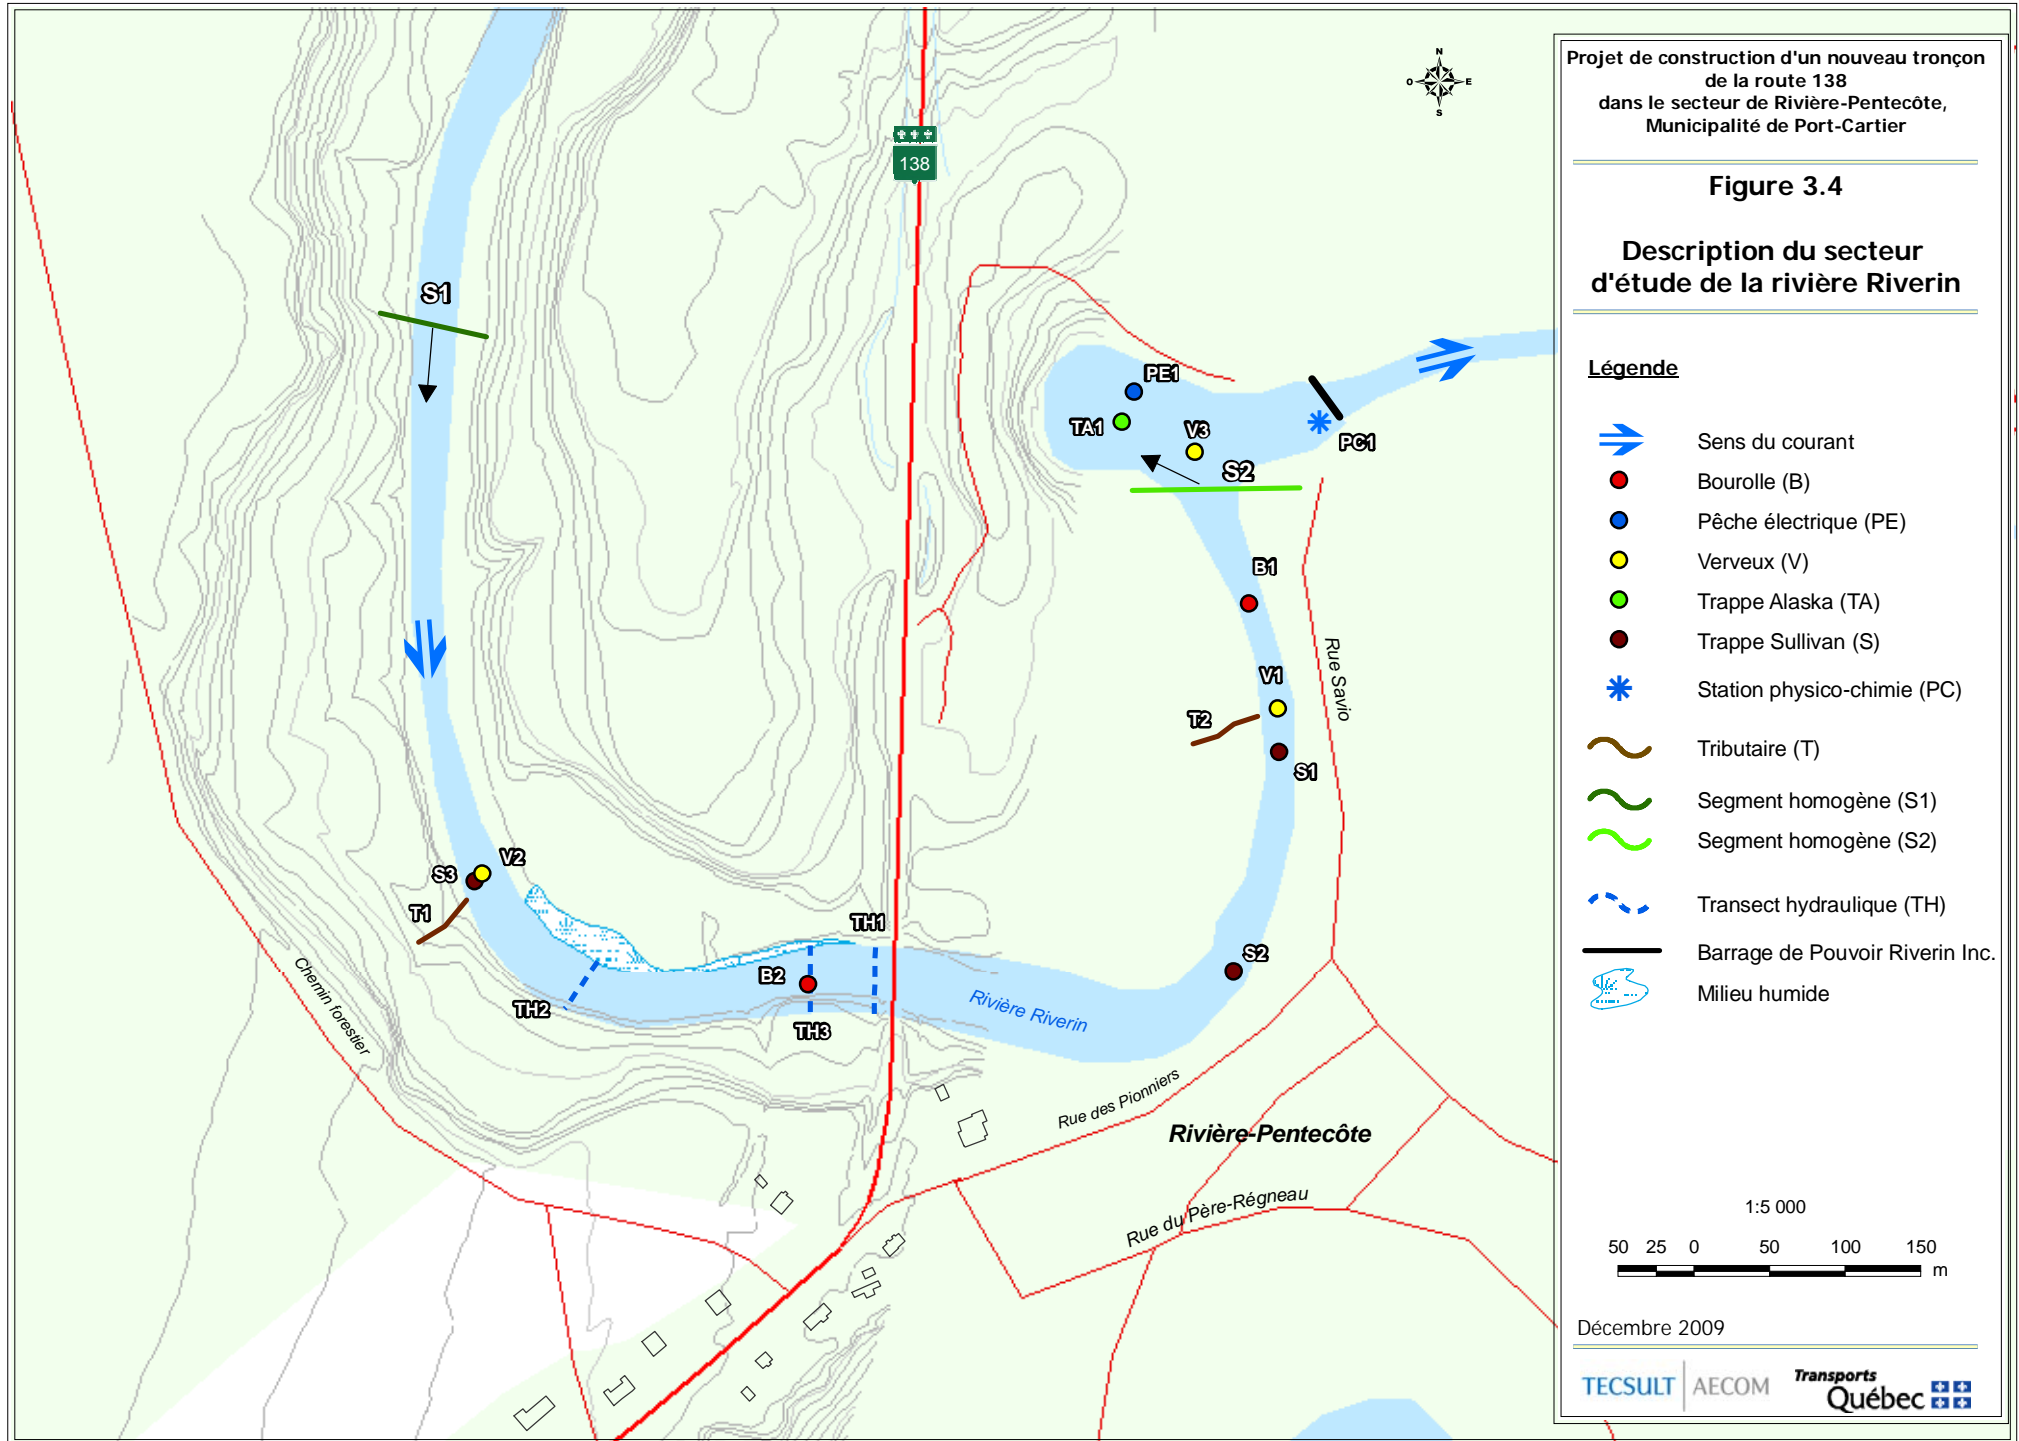 N
O
E
S
138
S1
PE1
TA1
V3
PC1
S2
B1
Rue Savio
V1
T2
S1
V2
S3
T1
TH1
S2
B2
TH2
TH3
Rivière Riverin
Chemin forestier
Rue des Pionniers
Rivière-Pentecôte
Rue du Père-Régneau
Projet de construction d'un nouveau tronçon
de la route 138
dans le secteur de Rivière-Pentecôte,
Municipalité de Port-Cartier
Figure 3.4
Description du secteur
d'étude de la rivière Riverin
Légende
Sens du courant
Bourolle (B)
Pêche électrique (PE)
Verveux (V)
Trappe Alaska (TA)
Trappe Sullivan (S)
Station physico-chimie (PC)
Tributaire (T)
Segment homogène (S1)
Segment homogène (S2)
Transect hydraulique (TH)
Barrage de Pouvoir Riverin Inc.
Milieu humide
1:5 000
50 25 0 50 100 150
m
Décembre 2009
TECSULT AECOM
Transports
Québec